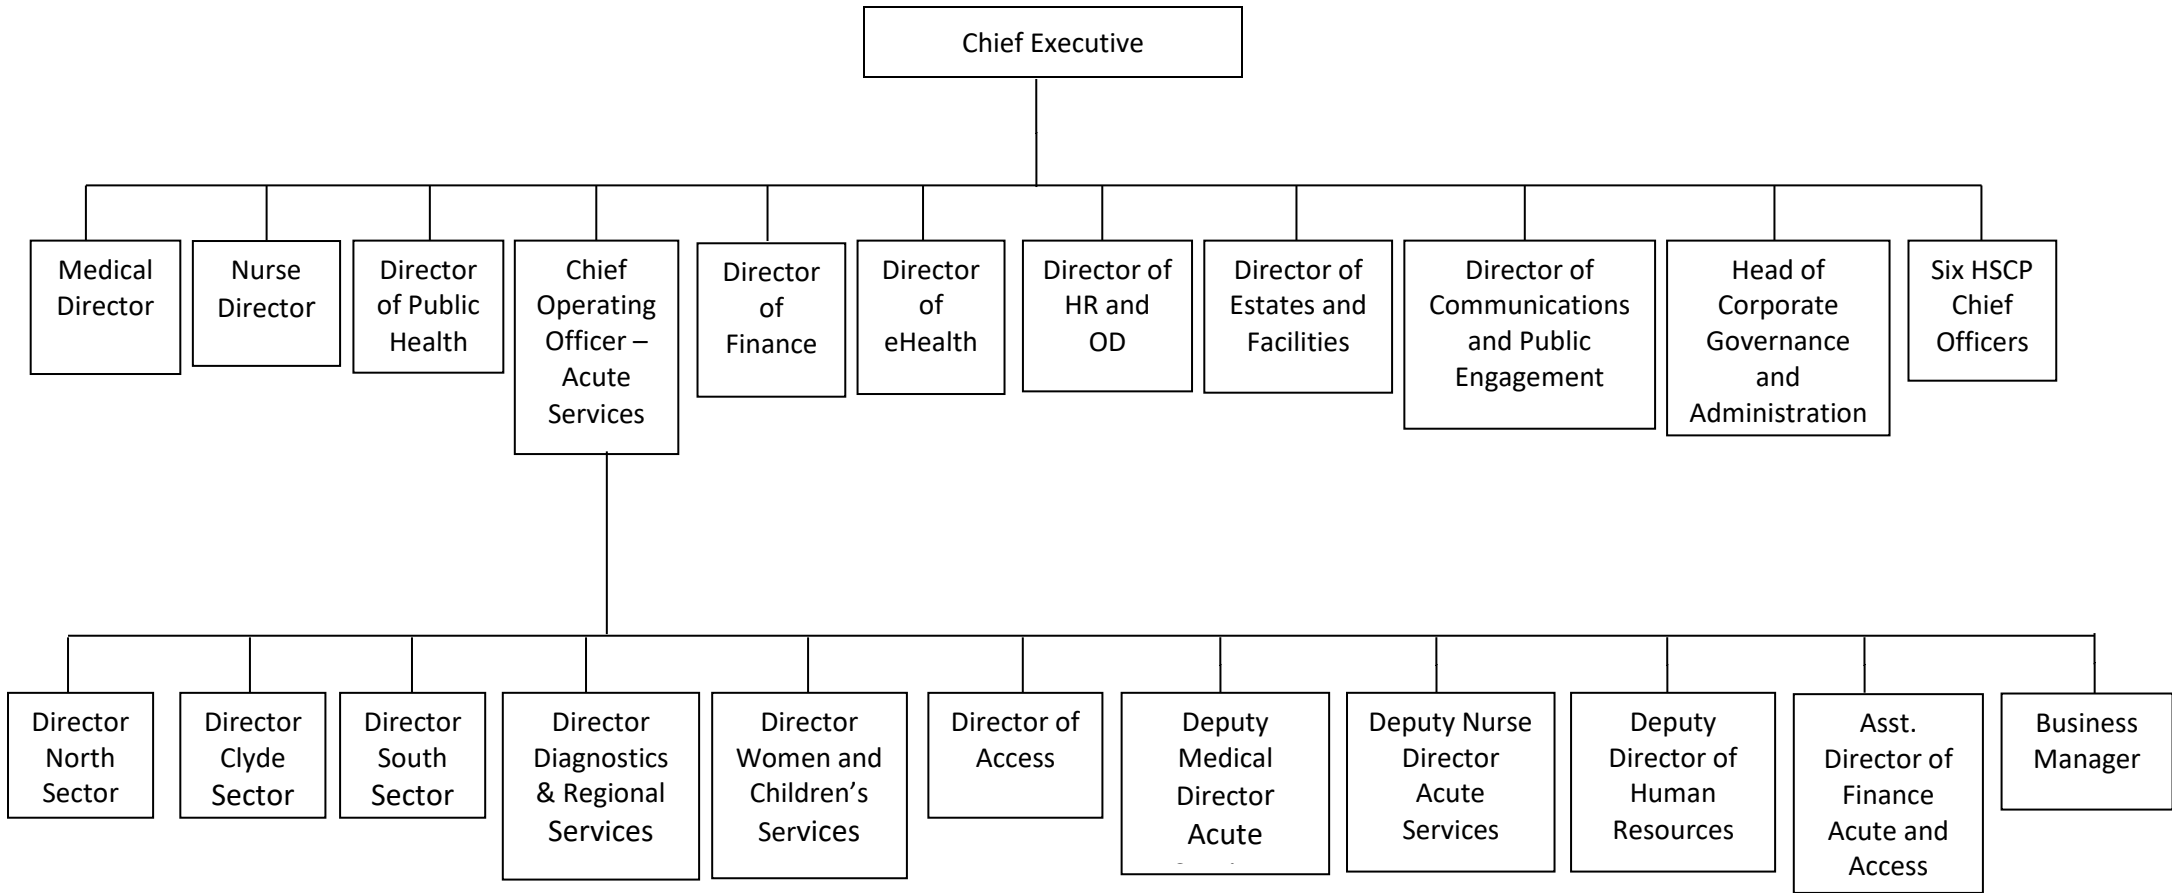 Chief Executive
Medical
Director
Nurse
Director
Director
of Public
Health
Chief
Operating
Officer –
Acute
Services
Director
of
Finance
Director
of
eHealth
Director of
HR and
OD
Director of
Estates and
Facilities
Director of
Communications
and Public
Engagement
Head of
Corporate
Governance
and
Administration
Six HSCP
Chief
Officers
Director
North
Sector
Director
Clyde
Sector
Director
South
Sector
Director
Diagnostics
& Regional
Services
Director
Women and
Children’s
Services
Director of
Access
Deputy
Medical
Director
Acute
Deputy Nurse
Director
Acute
Services
Deputy
Director of
Human
Resources
Asst.
Director of
Finance
Acute and
Access
Business
Manager